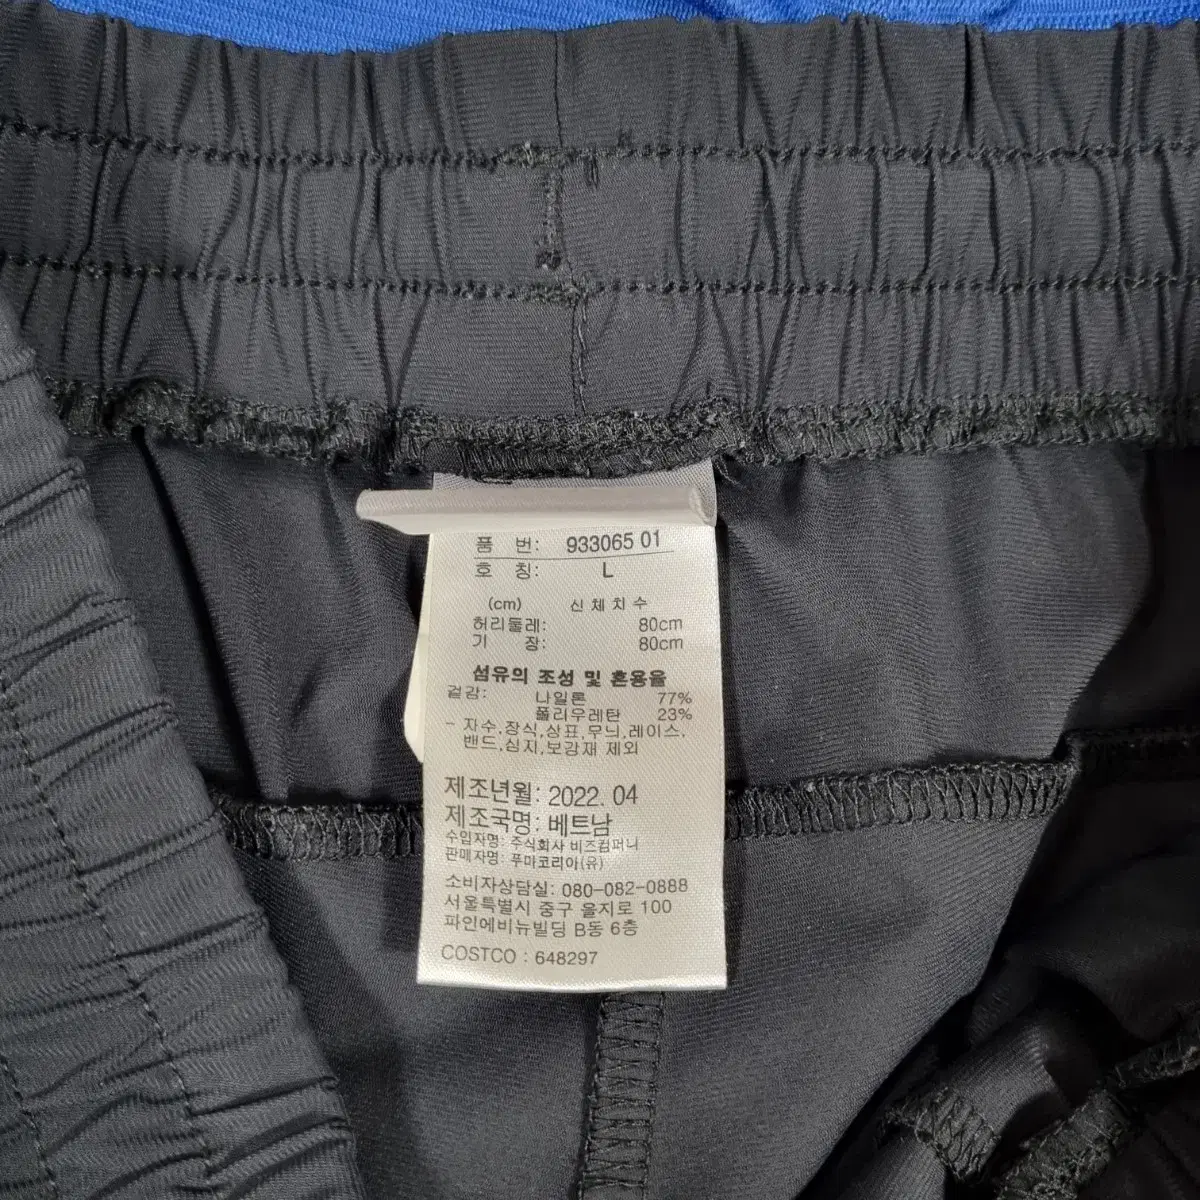 품 번: 933065 01
호 칭: L
(cm) 신체치수
허리둘레: 80cm
기 장: 80cm
섬유의 조성 및 혼용율
겉감: 나일론 77%
폴리우레탄 23%
- 자수,장식,상표,무늬,레이스,
밴드,심지,보강재 제외
제조년월: 2022. 04
제조국명: 베트남
수입자명: 주식회사 비즈컴퍼니
판매자명: 푸마코리아(유)
소비자상담실: 080-082-0888
서울특별시 중구 을지로 100
파인에비뉴빌딩 B동 6층
COSTCO : 648297